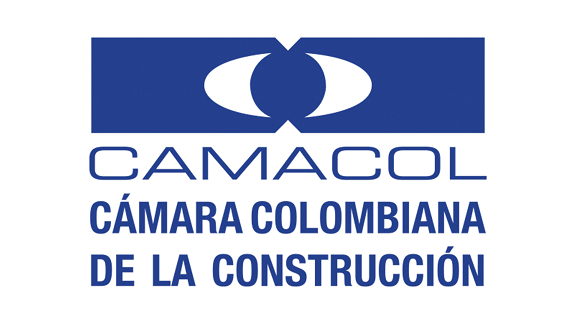 CAMACOL
CÁMARA COLOMBIANA
DE LA CONSTRUCCIÓN